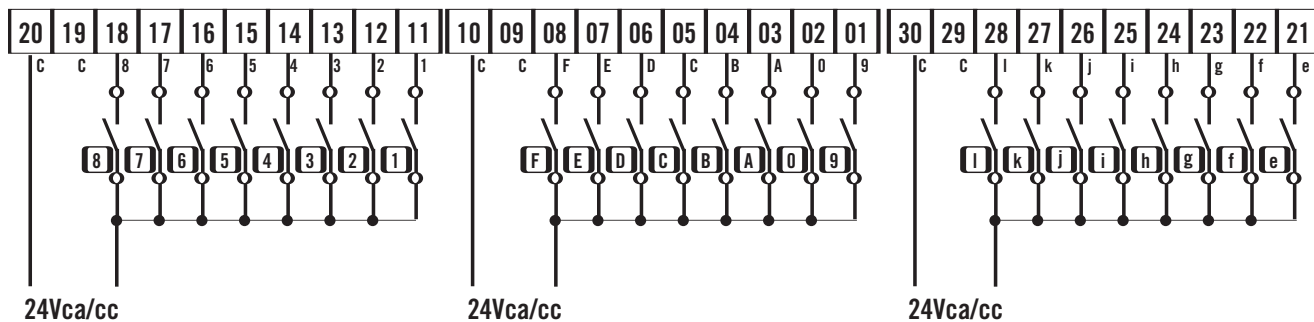 20 19 18 17 16 15 14 13 12 11 10 09 08 07 06 05 04 03 02 01 30 29 28 27 26 25 24 23 22 21
C C 8 7 6 5 4 3 2 1 C C F E D C B A 0 9 C C l k j i h g f e
8 7 6 5 4 3 2 1 F E D C B A 0 9 l k j i h g f e
24Vca/cc 24Vca/cc 24Vca/cc